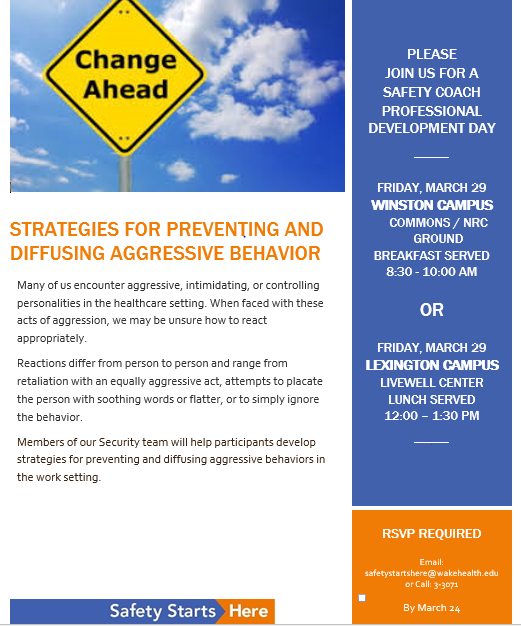 Change
Ahead
STRATEGIES FOR PREVENTING AND
DIFFUSING AGGRESSIVE BEHAVIOR
Many of us encounter aggressive, intimidating, or controlling
personalities in the healthcare setting. When faced with these
acts of aggression, we may be unsure how to react
appropriately.
Reactions differ from person to person and range from
retaliation with an equally aggressive act, attempts to placate
the person with soothing words or flatter, or to simply ignore
the behavior.
Members of our Security team will help participants develop
strategies for preventing and diffusing aggressive behaviors in
the work setting.
Safety Starts Here
PLEASE
JOIN US FOR A
SAFETY COACH
PROFESSIONAL
DEVELOPMENT DAY
FRIDAY, MARCH 29
WINSTON CAMPUS
COMMONS / NRC
GROUND
BREAKFAST SERVED
8:30 - 10:00 AM
OR
FRIDAY, MARCH 29
LEXINGTON CAMPUS
LIVEWELL CENTER
LUNCH SERVED
12:00 – 1:30 PM
RSVP REQUIRED
Email:
safetystartshere@wakehealth.edu
or Call: 3-3071
By March 24